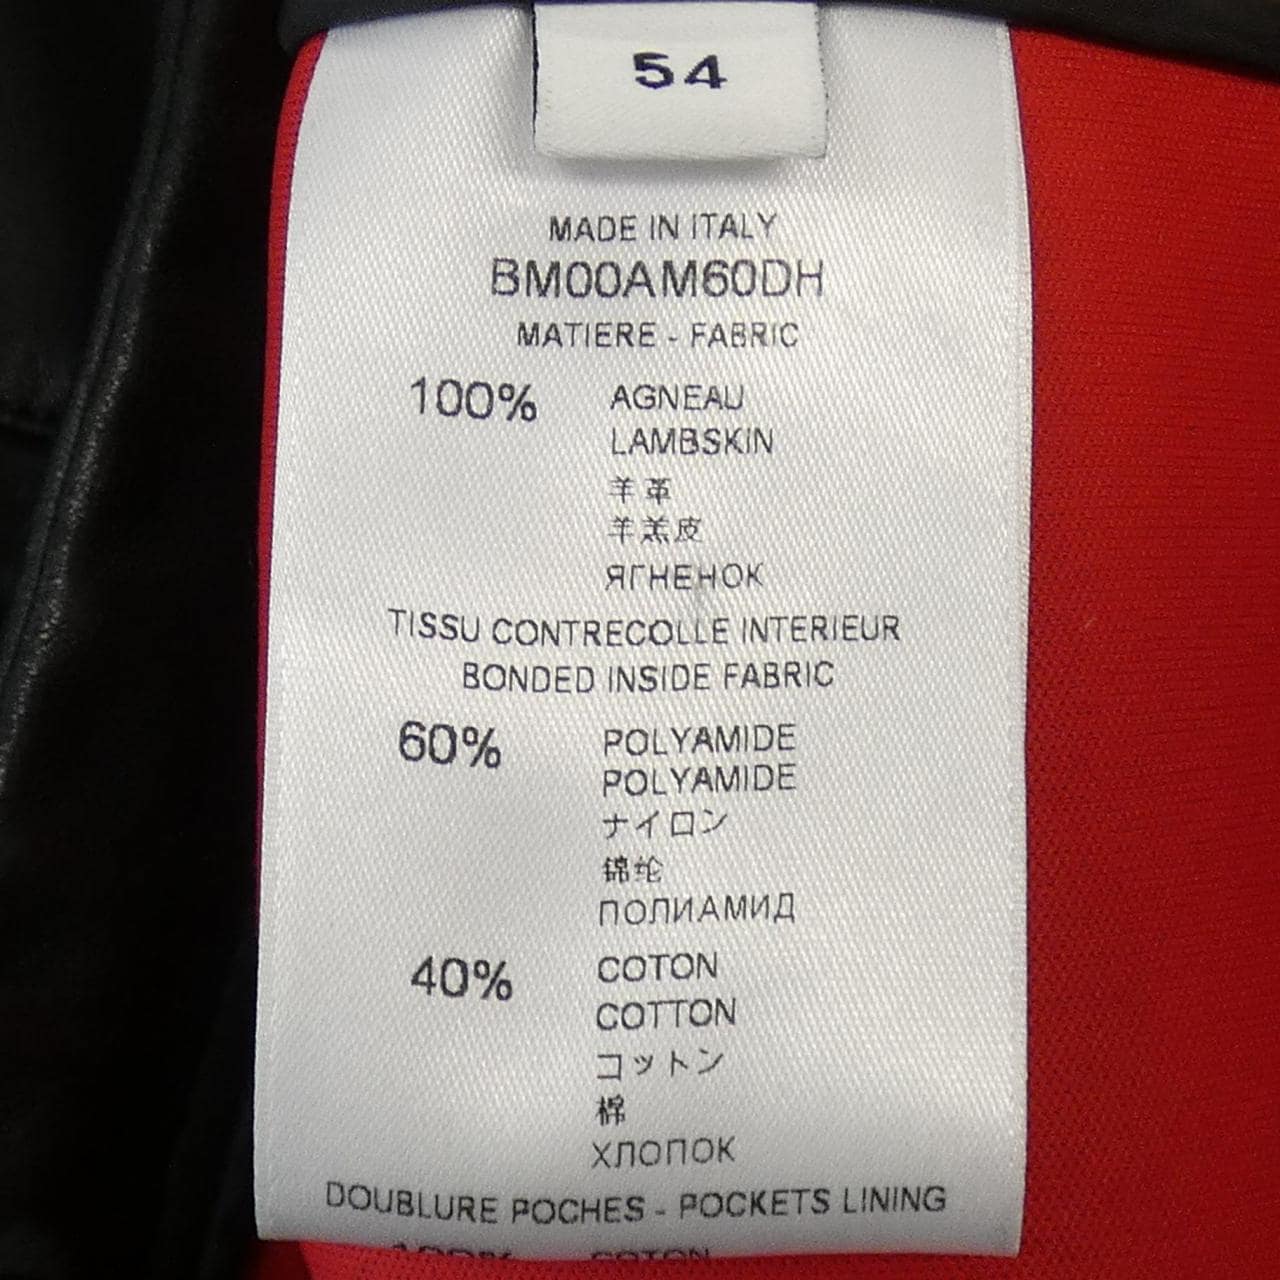 54
MADE IN ITALY
BM00AM60DH
MATIERE - FABRIC
100% AGNEAU
LAMBSKIN
羊革
羊羔皮
ЯГНЕНОК
TISSU CONTRECOLLE INTERIEUR
BONDED INSIDE FABRIC
60% POLYAMIDE
POLYAMIDE
ナイロン
锦纶
ПОЛИАМИД
40% COTON
COTTON
コットン
棉
ХЛОПОК
DOUBLURE POCHES - POCKETS LINING
100% COTON